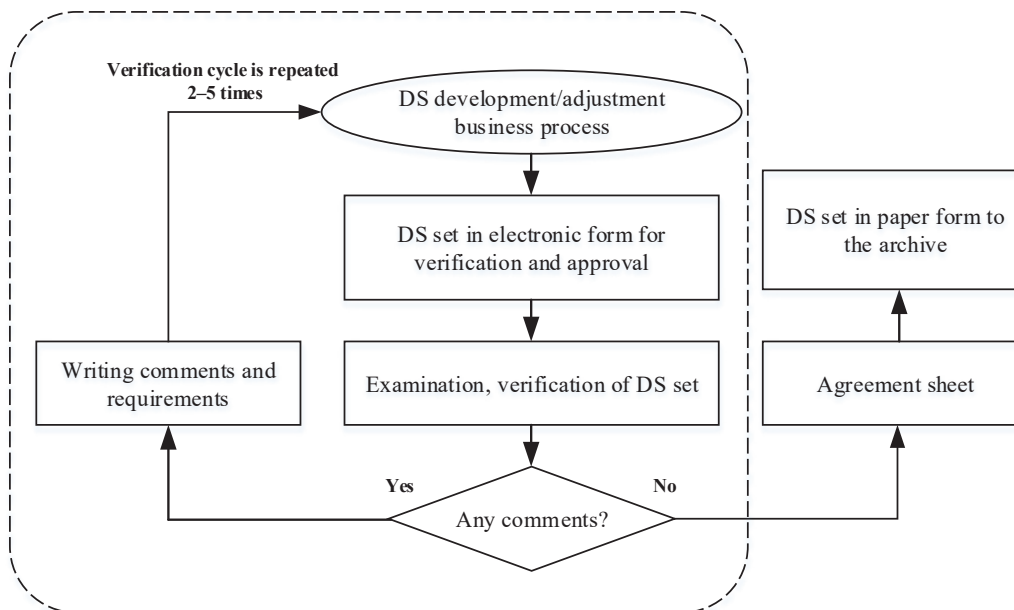 Verification cycle is repeated
2–5 times
DS development/adjustment
business process
DS set in electronic form for
verification and approval
DS set in paper form to
the archive
Writing comments and
requirements
Examination, verification of DS set
Agreement sheet
Yes
No
Any comments?